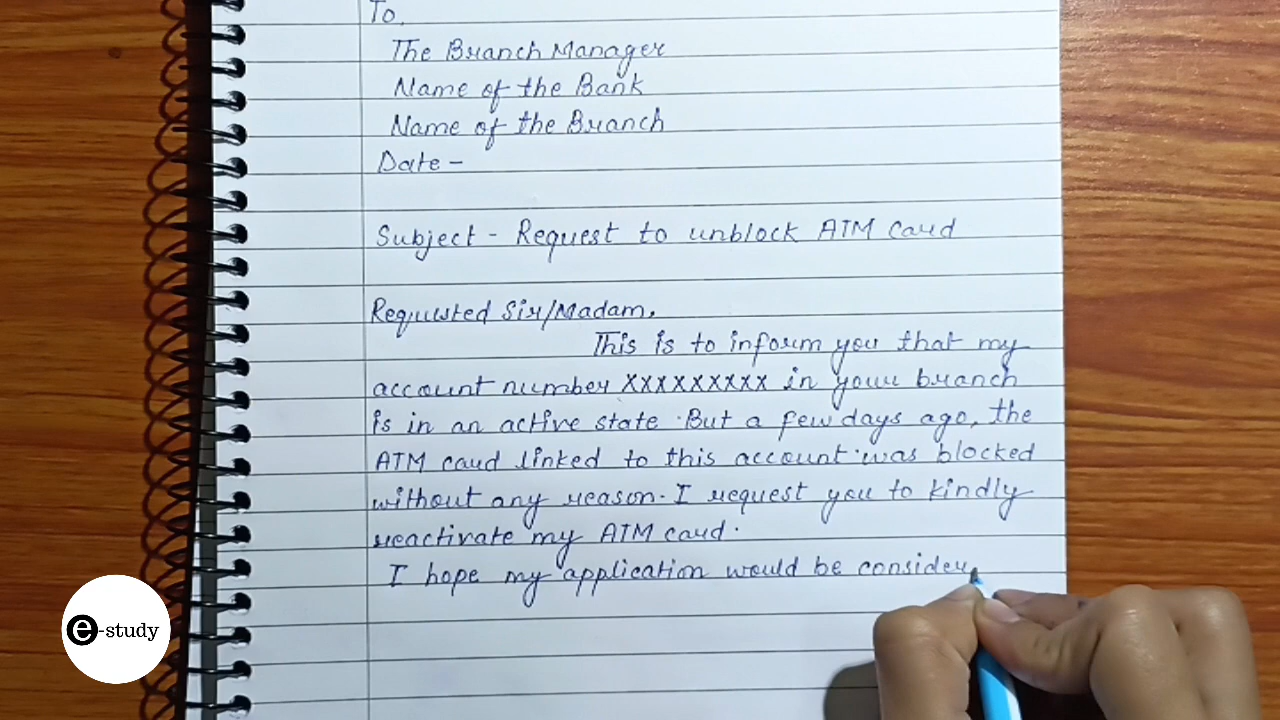 To,
The Branch Manager
Name of the Bank
Name of the Branch
Date -
Subject - Request to unblock ATM card
Requested Sir/Madam,
This is to inform you that my
account number XXXXXXXXX in your branch
is in an active state. But a few days ago, the
ATM card linked to this account was blocked
without any reason. I request you to kindly
reactivate my ATM card.
I hope my application would be consider
e-study